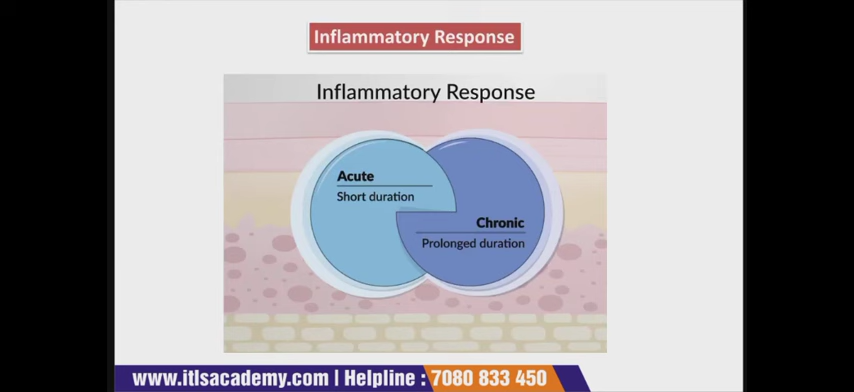 Inflammatory Response
Inflammatory Response
Acute
Short duration
Chronic
Prolonged duration
www.itlsacademy.com | Helpline : 7080 833 450